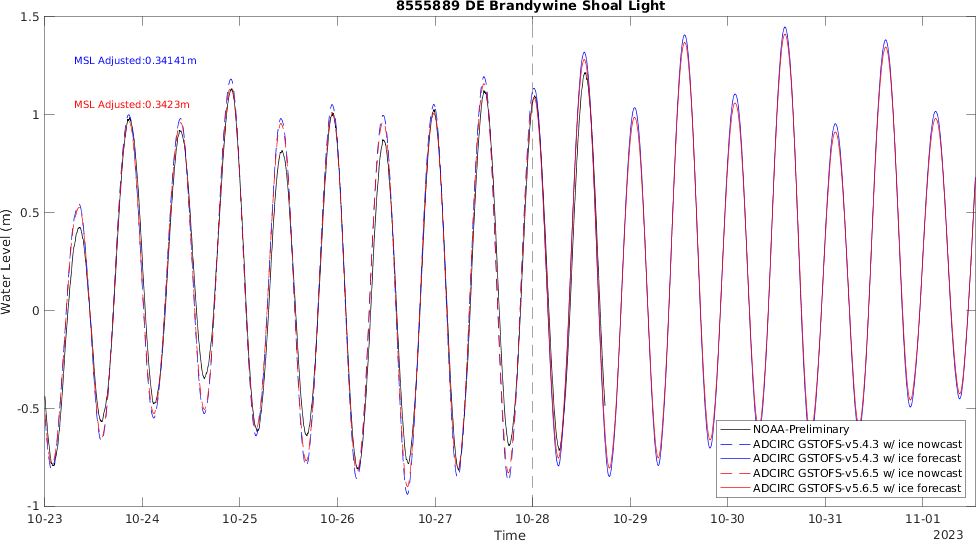 8555889 DE Brandywine Shoal Light
1.5
MSL Adjusted:0.34141m
MSL Adjusted:0.3423m
1
0.5
0
-0.5
-1
Water Level (m)
NOAA-Preliminary
ADCIRC GSTOFS-v5.4.3 w/ ice nowcast
ADCIRC GSTOFS-v5.4.3 w/ ice forecast
ADCIRC GSTOFS-v5.6.5 w/ ice nowcast
ADCIRC GSTOFS-v5.6.5 w/ ice forecast
10-23 10-24 10-25 10-26 10-27 10-28 10-29 10-30 10-31 11-01
Time
2023